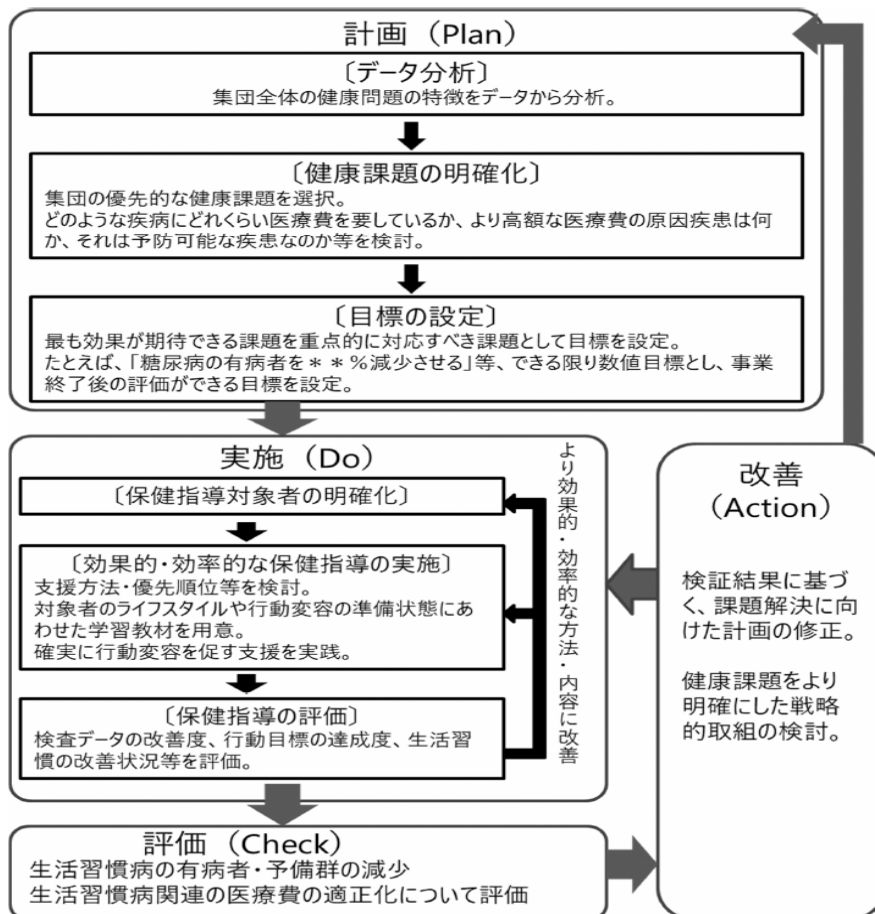 計画（Plan）
〔データ分析〕
集団全体の健康問題の特徴をデータから分析。
〔健康課題の明確化〕
集団の優先的な健康課題を選択。
どのような疾病にどれくらい医療費を要しているか、より高額な医療費の原因疾患は何
か、それは予防可能な疾患なのか等を検討。
〔目標の設定〕
最も効果が期待できる課題を重点的に対応すべき課題として目標を設定。
たとえば、「糖尿病の有病者を＊＊％減少させる」等、できる限り数値目標とし、事業
終了後の評価ができる目標を設定。
実施（Do）
〔保健指導対象者の明確化〕
〔効果的・効率的な保健指導の実施〕
支援方法・優先順位等を検討。
対象者のライフスタイルや行動変容の準備状態にあ
わせた学習教材を用意。
確実に行動変容を促す支援を実践。
〔保健指導の評価〕
検査データの改善度、行動目標の達成度、生活習
慣の改善状況等を評価。
より効果的・効率的な方法・内容に改善
評価（Check）
生活習慣病の有病者・予備群の減少
生活習慣病関連の医療費の適正化について評価
改善
（Action）
検証結果に基づ
く、課題解決に向
けた計画の修正。
健康課題をより
明確にした戦略
的取組の検討。